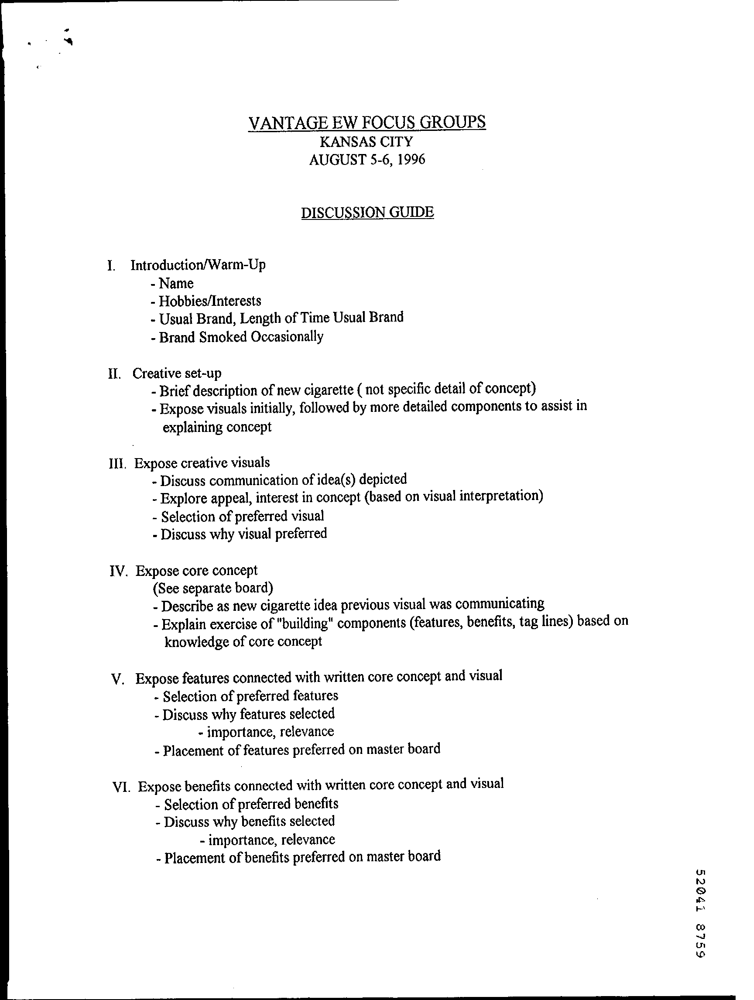 VANTAGE EW FOCUS GROUPS
KANSAS CITY
AUGUST 5-6, 1996
DISCUSSION GUIDE
I. Introduction/Warm-Up
- Name
- Hobbies/Interests
- Usual Brand, Length of Time Usual Brand
- Brand Smoked Occasionally
II. Creative set-up
- Brief description of new cigarette ( not specific detail of concept)
- Expose visuals initially, followed by more detailed components to assist in
explaining concept
III. Expose creative visuals
- Discuss communication of idea(s) depicted
- Explore appeal, interest in concept (based on visual interpretation)
- Selection of preferred visual
- Discuss why visual preferred
IV. Expose core concept
(See separate board)
- Describe as new cigarette idea previous visual was communicating
- Explain exercise of "building" components (features, benefits, tag lines) based on
knowledge of core concept
V. Expose features connected with written core concept and visual
- Selection of preferred features
- Discuss why features selected
- importance, relevance
- Placement of features preferred on master board
VI. Expose benefits connected with written core concept and visual
- Selection of preferred benefits
- Discuss why benefits selected
- importance, relevance
- Placement of benefits preferred on master board
52041 8759